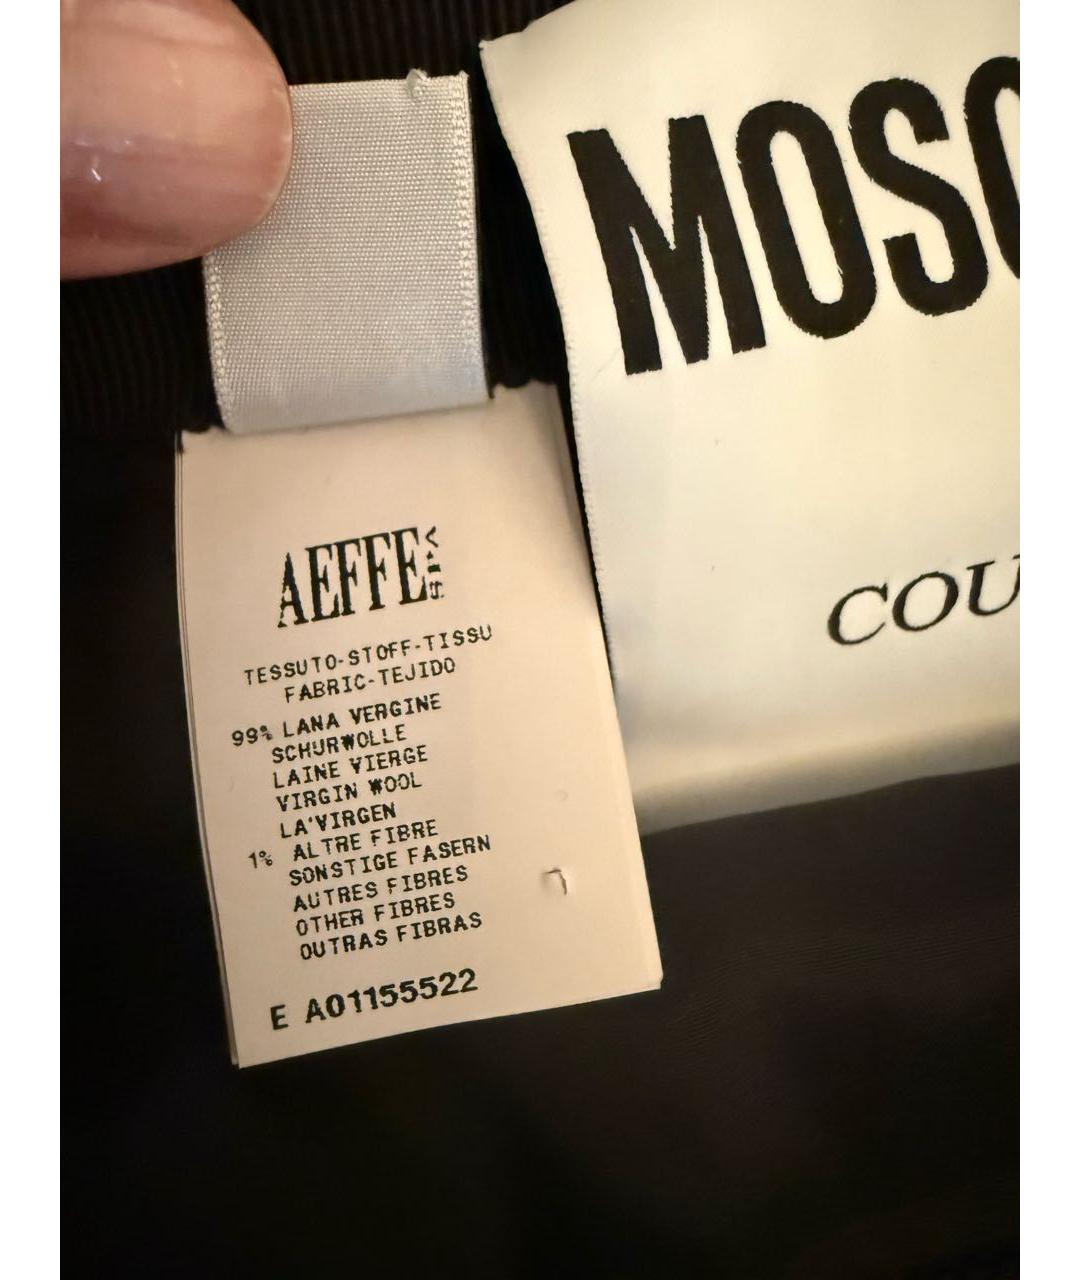 MOSC
COU
AEFFE SPA
TESSUTO-STOFF-TISSU
FABRIC-TEJIDO
99% LANA VERGINE
SCHURWOLLE
LAINE VIERGE
VIRGIN WOOL
LA'VIRGEN
1% ALTRE FIBRE
SONSTIGE FASERN
AUTRES FIBRES
OTHER FIBRES
OUTRAS FIBRAS
E A01155522